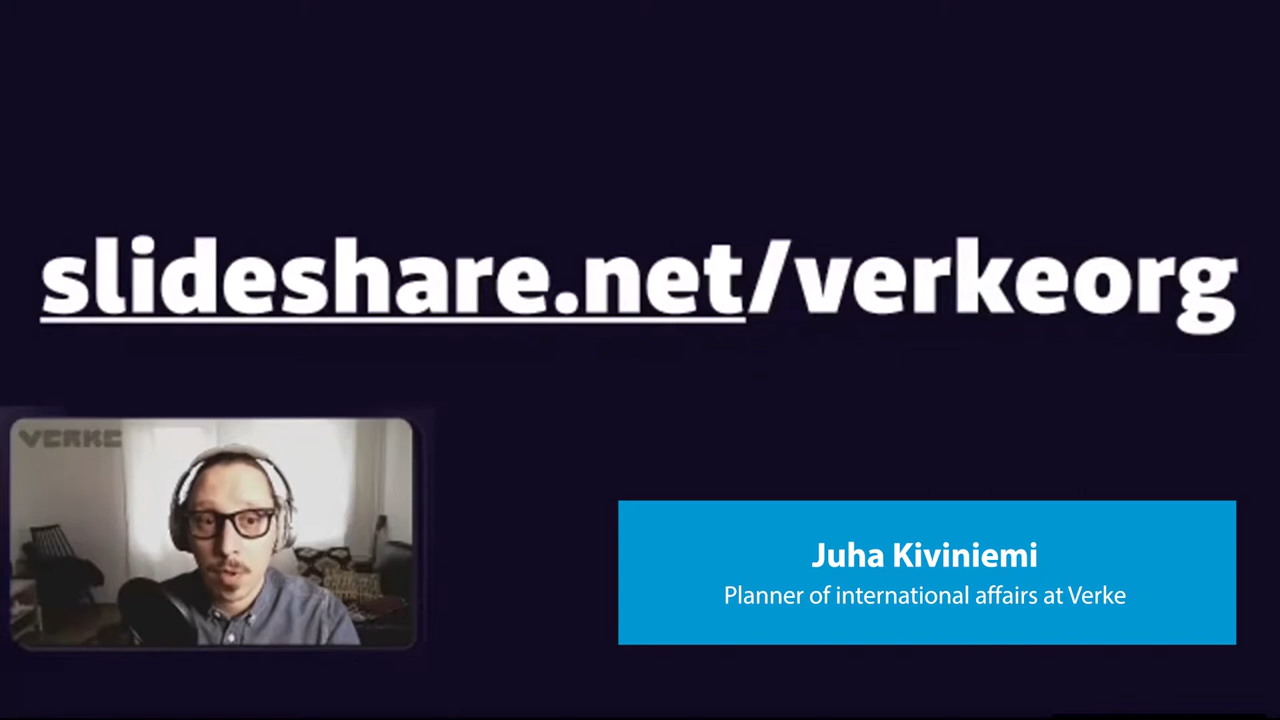 slideshare.net/verkeorg
VERKE
Juha Kiviniemi
Planner of international affairs at Verke